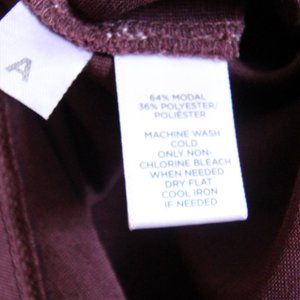 A
64% MODAL
36% POLYESTER/
POLIÉSTER
MACHINE WASH
COLD
ONLY NON-
CHLORINE BLEACH
WHEN NEEDED
DRY FLAT
COOL IRON
IF NEEDED